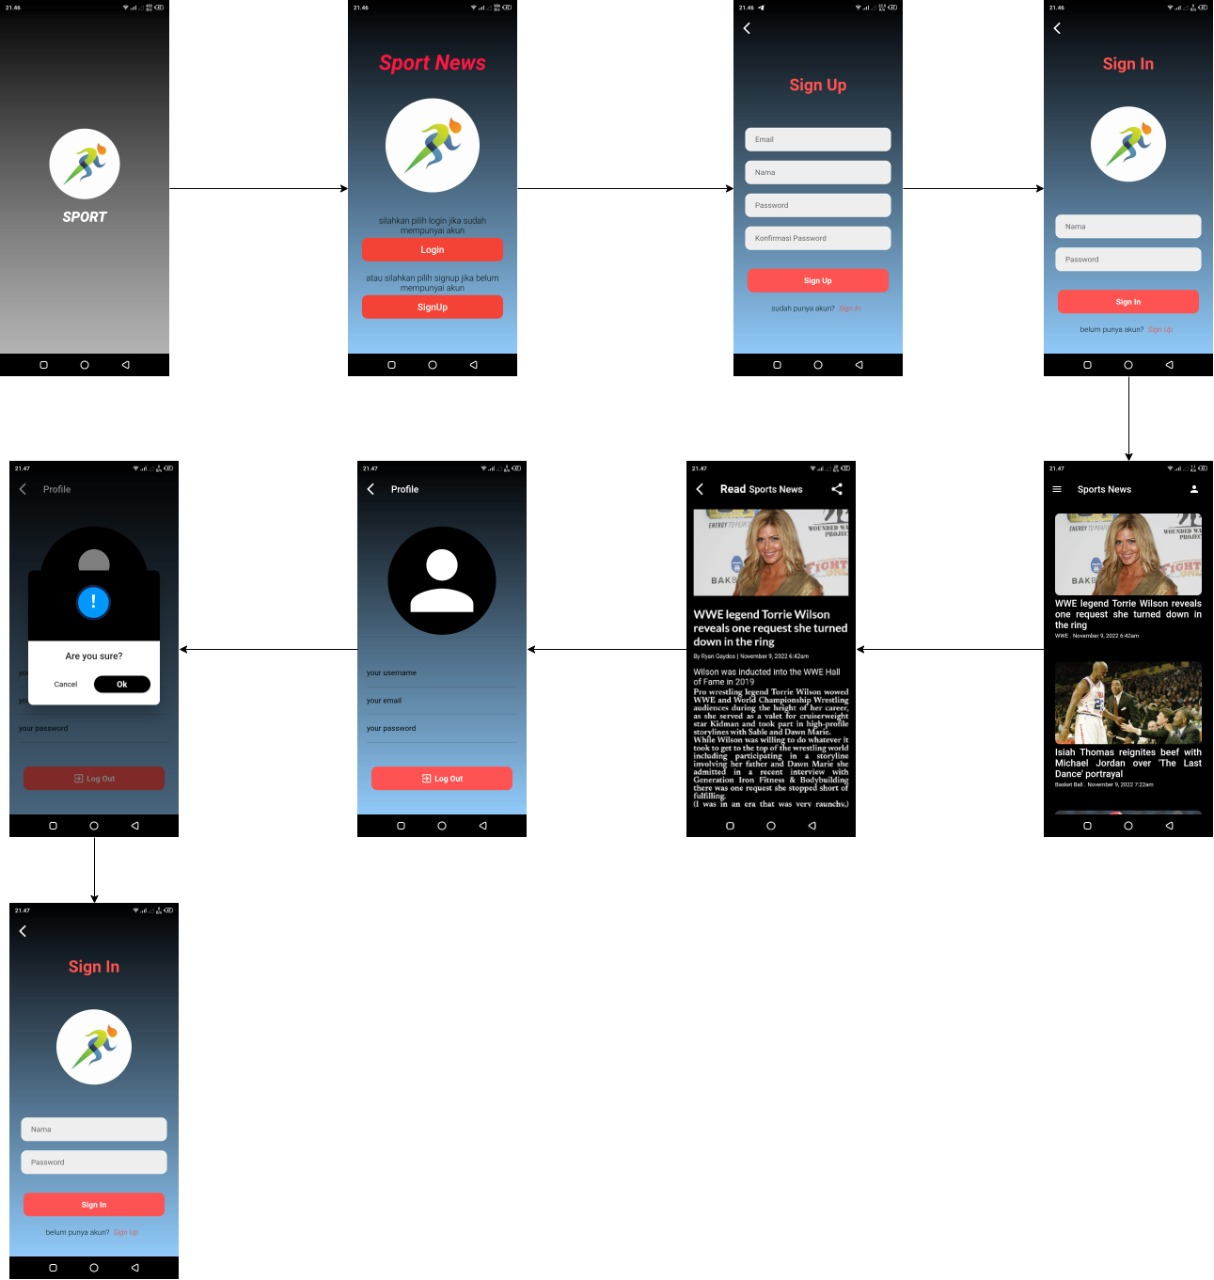 21.46
SPORT
21.46
Sport News
silahkan pilih login jika sudah
mempunyai akun
Login
atau silahkan pilih signup jika belum
mempunyai akun
SignUp
21.46
Sign Up
Email
Nama
Password
Konfirmasi Password
Sign Up
sudah punya akun? Sign In
21.46
Sign In
Nama
Password
Sign In
belum punya akun? Sign Up
21.47
Profile
Are you sure?
Cancel
Ok
your password
Log Out
21.47
Profile
your username
your email
your password
Log Out
21.47
Read Sports News
ENERGY
WOUNDED
PROJEC
BAK
FIGHT
WWE legend Torrie Wilson
reveals one request she turned
down in the ring
By Ryan Gaydos | November 9, 2022 6:42am
Wilson was inducted into the WWE Hall
of Fame in 2019
Pro wrestling legend Torrie Wilson wowed
WWE and World Championship Wrestling
audiences during the height of her career,
as she served as a valet for cruiserweight
star Kidman and took part in high-profile
storylines with Sable and Dawn Marie.
While Wilson was willing to do whatever it
took to get to the top of the wrestling world
including participating in a storyline
involving her father and Dawn Marie she
admitted in a recent interview with
Generation Iron Fitness & Bodybuilding
there was one request she stopped short of
fulfilling.
(I was in an era that was very raunchy.)
21.47
Sports News
WWE legend Torrie Wilson reveals
one request she turned down in
the ring
WWE . November 9, 2022 6:42am
Isiah Thomas reignites beef with
Michael Jordan over 'The Last
Dance' portrayal
Basket Ball . November 9, 2022 7:22am
21.47
Sign In
Nama
Password
Sign In
belum punya akun? Sign Up